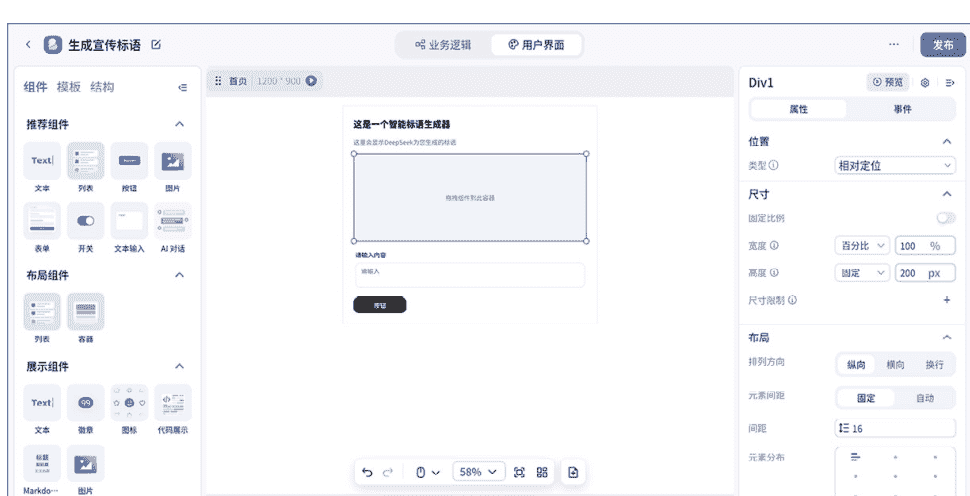 生成宣传标语
业务逻辑
用户界面
发布
组件 模板 结构
首页 1200 * 900
Div1
预览
推荐组件
Text
文本 列表 按钮 图片
表单 开关 文本输入 AI 对话
布局组件
列表 容器
展示组件
Text
文本 徽章 图标 代码展示
标题
Markdo··· 图片
这是一个智能标语生成器
这里会显示DeepSeek为您生成的标语
拖拽组件到此容器
请输入内容
请输入
按钮
58%
属性 事件
位置
类型 相对定位
尺寸
固定比例
宽度 百分比 100 %
高度 固定 200 px
尺寸限制
布局
排列方向 纵向 横向 换行
元素间距 固定 自动
间距 16
元素分布